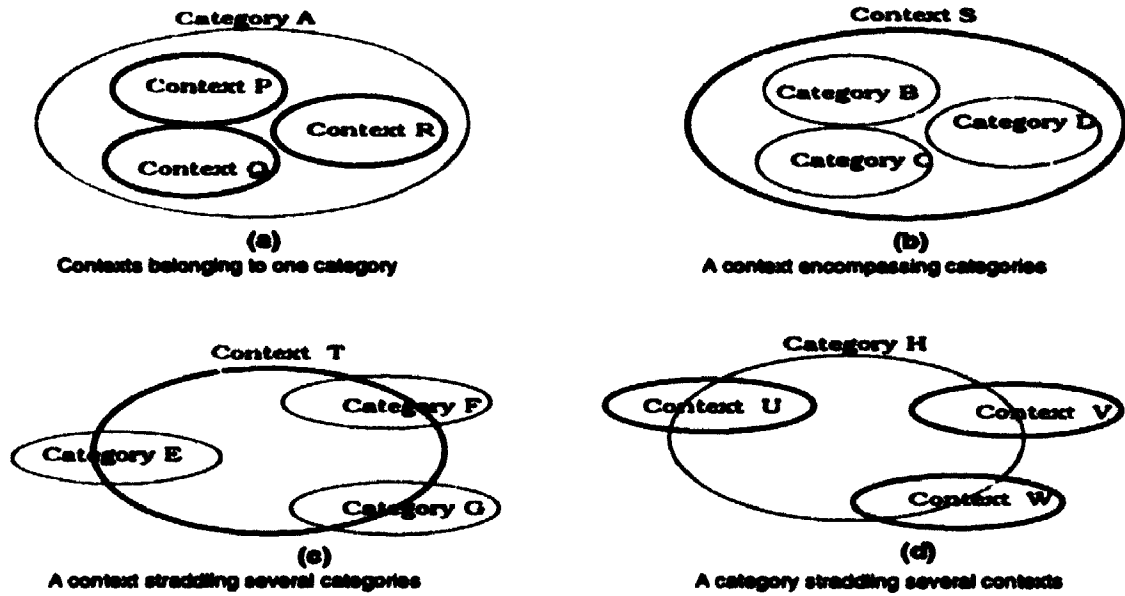 Category A
Context P
Context R
Context Q
(a)
Contexts belonging to one category
Context S
Category B
Category D
Category C
(b)
A context encompassing categories
Context T
Category F
Category E
Category G
(c)
A context straddling several categories
Category H
Context U
Context V
Context W
(d)
A category straddling several contexts